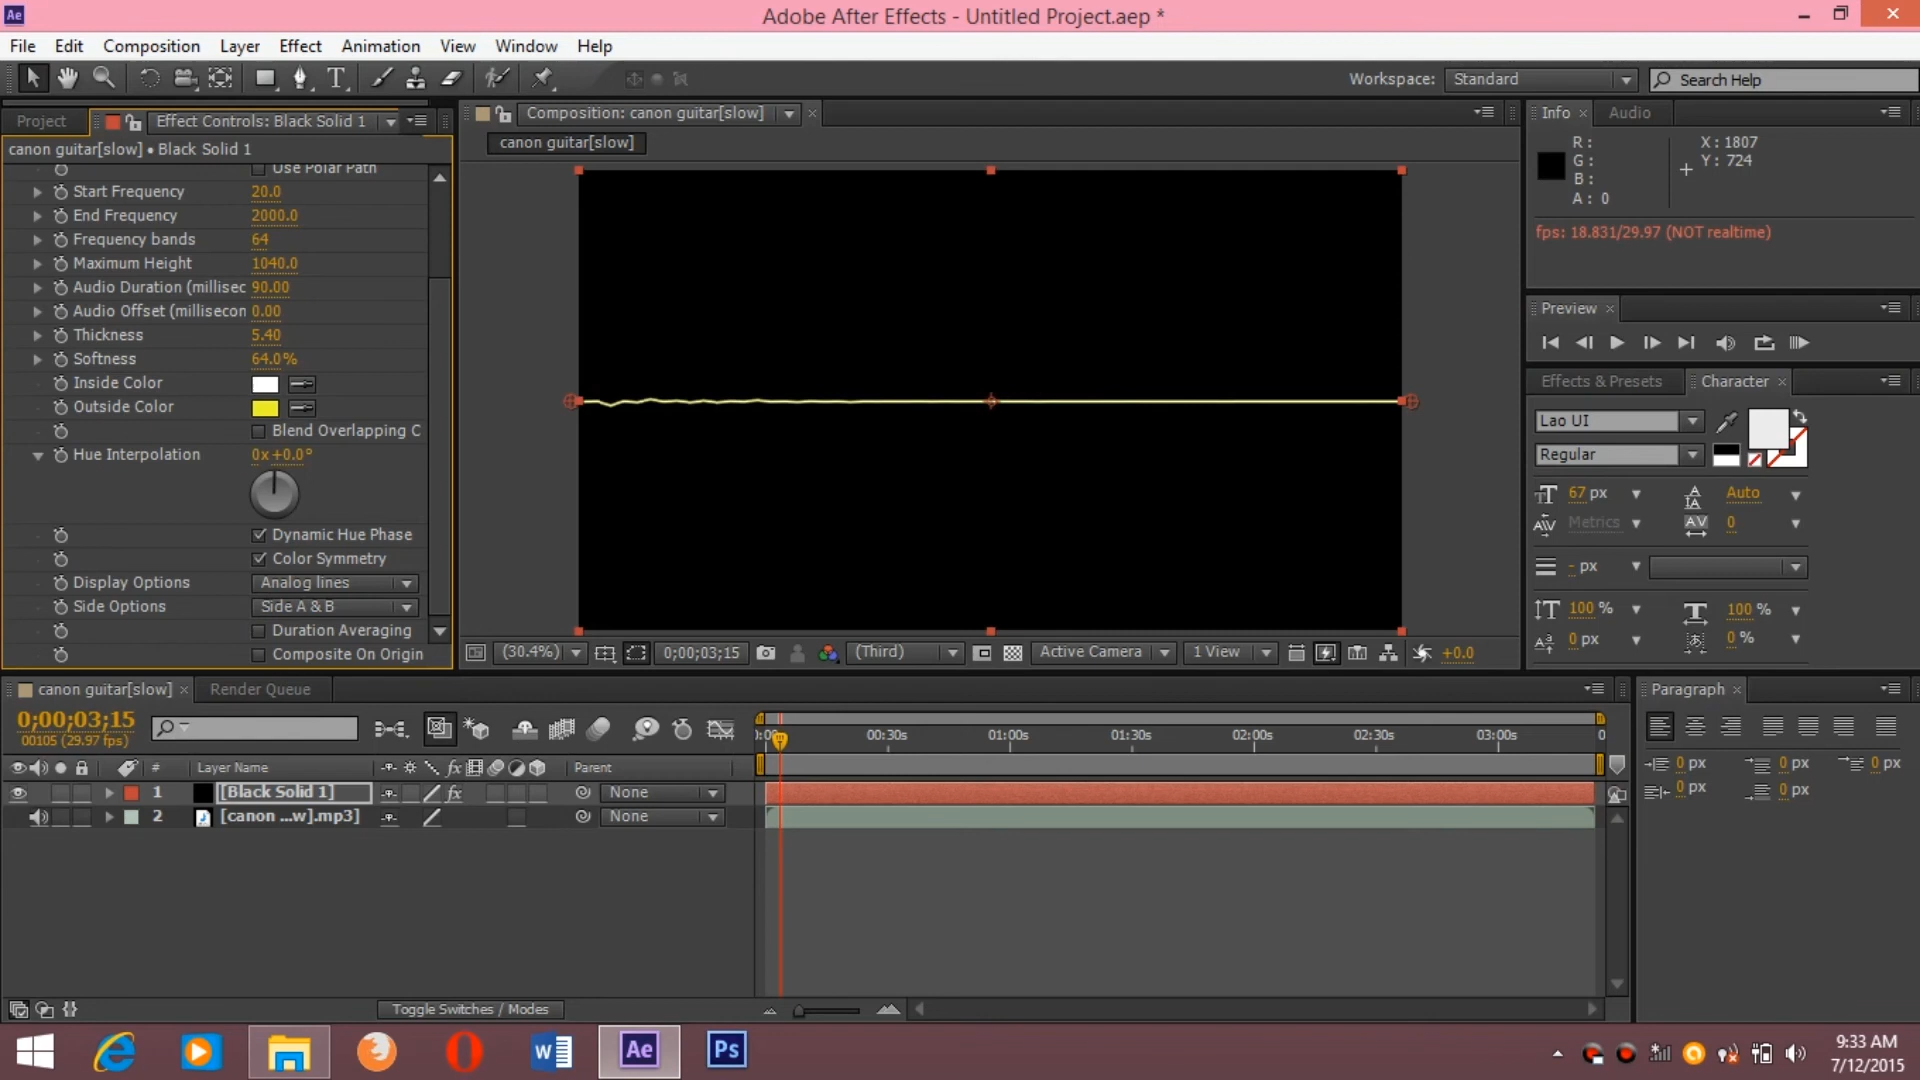 Ae
Adobe After Effects - Untitled Project.aep *
File Edit Composition Layer Effect Animation View Window Help
Workspace: Standard
Search Help
Project
Effect Controls: Black Solid 1
canon guitar[slow] • Black Solid 1
Use Polar Path
Start Frequency 20.0
End Frequency 2000.0
Frequency bands 64
Maximum Height 1040.0
Audio Duration (millisec 90.00
Audio Offset (millisecon 0.00
Thickness 5.40
Softness 64.0%
Inside Color
Outside Color
Blend Overlapping C
Hue Interpolation 0x+0.0°
Dynamic Hue Phase
Color Symmetry
Display Options Analog lines
Side Options Side A & B
Duration Averaging
Composite On Origin
Composition: canon guitar[slow]
canon guitar[slow]
(30.4%) 0;00;03;15 (Third) Active Camera 1 View +0.0
Info Audio
R : X : 1807
G : Y : 724
B :
A : 0
fps: 18.831/29.97 (NOT realtime)
Preview
Effects & Presets Character
Lao UI
Regular
67 px Auto
Metrics 0
- px
100 % 100 %
0 px 0 %
canon guitar[slow] Render Queue
0;00;03;15
00105 (29.97 fps)
00:30s 01:00s 01:30s 02:00s 02:30s 03:00s
# Layer Name Parent
1 [Black Solid 1] None
2 [canon ...w].mp3] None
Toggle Switches / Modes
Paragraph
0 px 0 px 0 px
0 px 0 px
Ae Ps
9:33 AM
7/12/2015